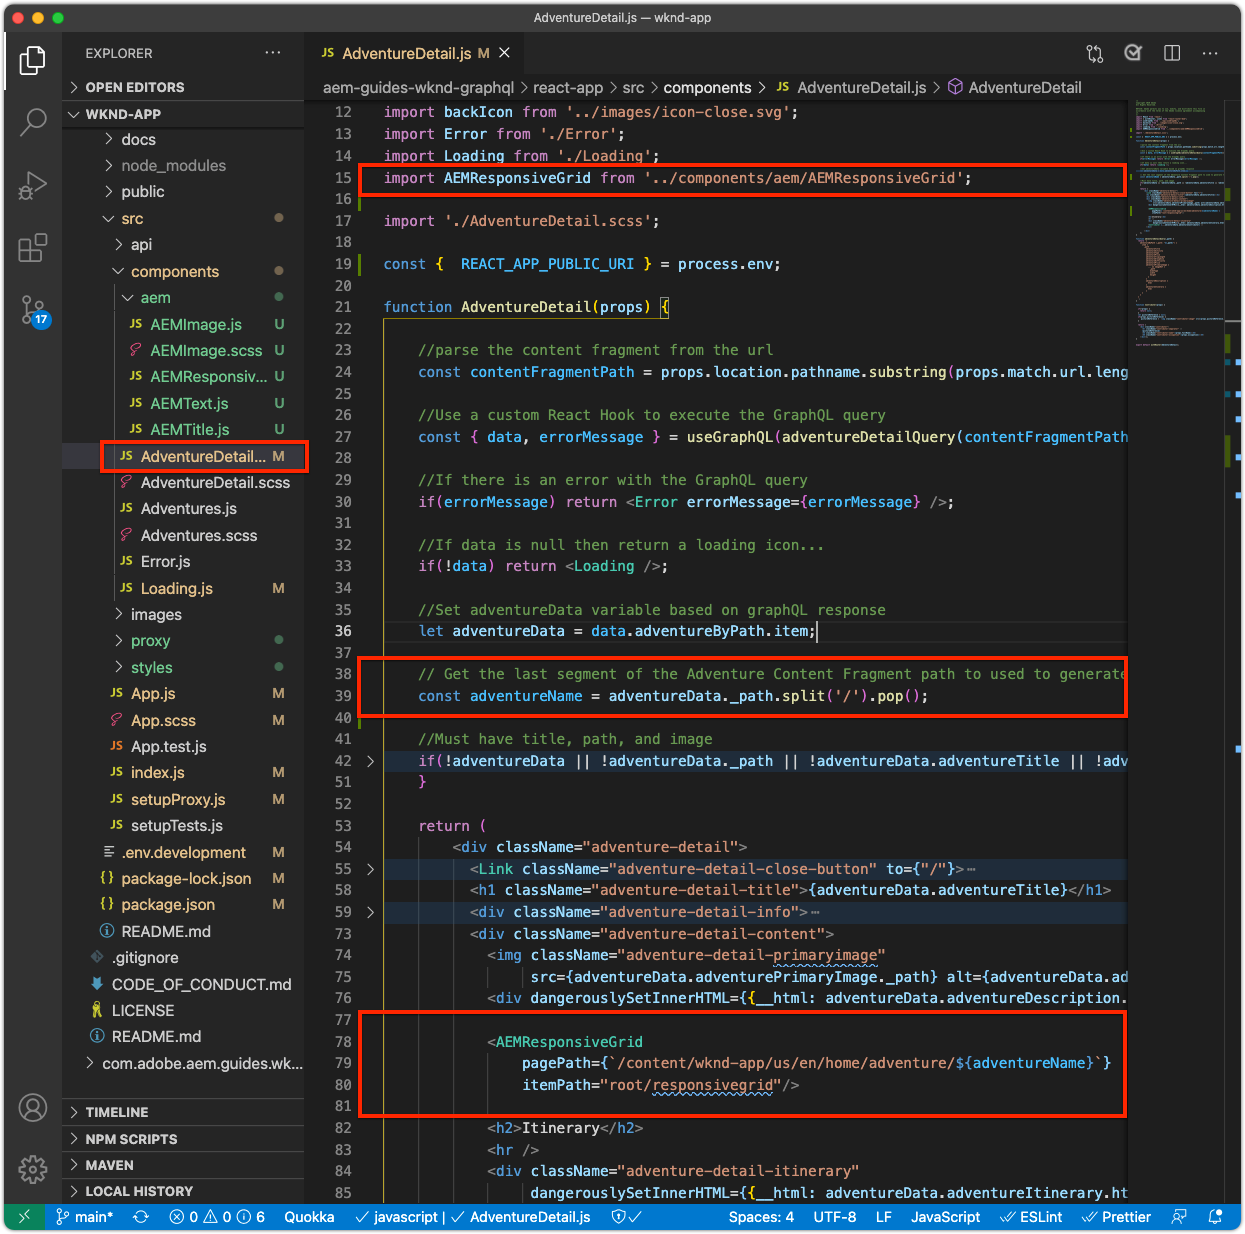 AdventureDetail.js — wknd-app
EXPLORER
OPEN EDITORS
WKND-APP
docs
node_modules
public
src
api
components
aem
JS AEMImage.js U
AEMImage.scss U
JS AEMResponsiv... U
JS AEMText.js U
JS AEMTitle.js U
JS AdventureDetail... M
AdventureDetail.scss
JS Adventures.js
Adventures.scss
JS Error.js
JS Loading.js M
images
proxy
styles
JS App.js M
App.scss M
JS App.test.js
JS index.js M
JS setupProxy.js M
JS setupTests.js
.env.development M
{} package-lock.json M
{} package.json M
README.md
.gitignore
CODE_OF_CONDUCT.md
LICENSE
README.md
com.adobe.aem.guides.wk...
TIMELINE
NPM SCRIPTS
MAVEN
LOCAL HISTORY
17
JS AdventureDetail.js M
aem-guides-wknd-graphql > react-app > src > components > JS AdventureDetail.js > AdventureDetail
12 import backIcon from '../images/icon-close.svg';
13 import Error from './Error';
14 import Loading from './Loading';
15 import AEMResponsiveGrid from '../components/aem/AEMResponsiveGrid';
16
17 import './AdventureDetail.scss';
18
19 const { REACT_APP_PUBLIC_URI } = process.env;
20
21 function AdventureDetail(props) {
22
23 //parse the content fragment from the url
24 const contentFragmentPath = props.location.pathname.substring(props.match.url.leng
25
26 //Use a custom React Hook to execute the GraphQL query
27 const { data, errorMessage } = useGraphQL(adventureDetailQuery(contentFragmentPath
28
29 //If there is an error with the GraphQL query
30 if(errorMessage) return <Error errorMessage={errorMessage} />;
31
32 //If data is null then return a loading icon...
33 if(!data) return <Loading />;
34
35 //Set adventureData variable based on graphQL response
36 let adventureData = data.adventureByPath.item;
37
38 // Get the last segment of the Adventure Content Fragment path to used to generate
39 const adventureName = adventureData._path.split('/').pop();
40
41 //Must have title, path, and image
42 if(!adventureData || !adventureData._path || !adventureData.adventureTitle || !adv
51 }
52
53 return (
54 <div className="adventure-detail">
55 <Link className="adventure-detail-close-button" to={"/"}>⋯
58 <h1 className="adventure-detail-title">{adventureData.adventureTitle}</h1>
59 <div className="adventure-detail-info">⋯
73 <div className="adventure-detail-content">
74 <img className="adventure-detail-primaryimage"
75 src={adventureData.adventurePrimaryImage._path} alt={adventureData.ad
76 <div dangerouslySetInnerHTML={{__html: adventureData.adventureDescription.
77
78 <AEMResponsiveGrid
79 pagePath={`/content/wknd-app/us/en/home/adventure/${adventureName}`}
80 itemPath="root/responsivegrid"/>
81
82 <h2>Itinerary</h2>
83 <hr />
84 <div className="adventure-detail-itinerary"
85 dangerouslySetInnerHTML={{__html: adventureData.adventureItinerary.ht
main* 0 0 6 Quokka javascript | AdventureDetail.js Spaces: 4 UTF-8 LF JavaScript ESLint Prettier